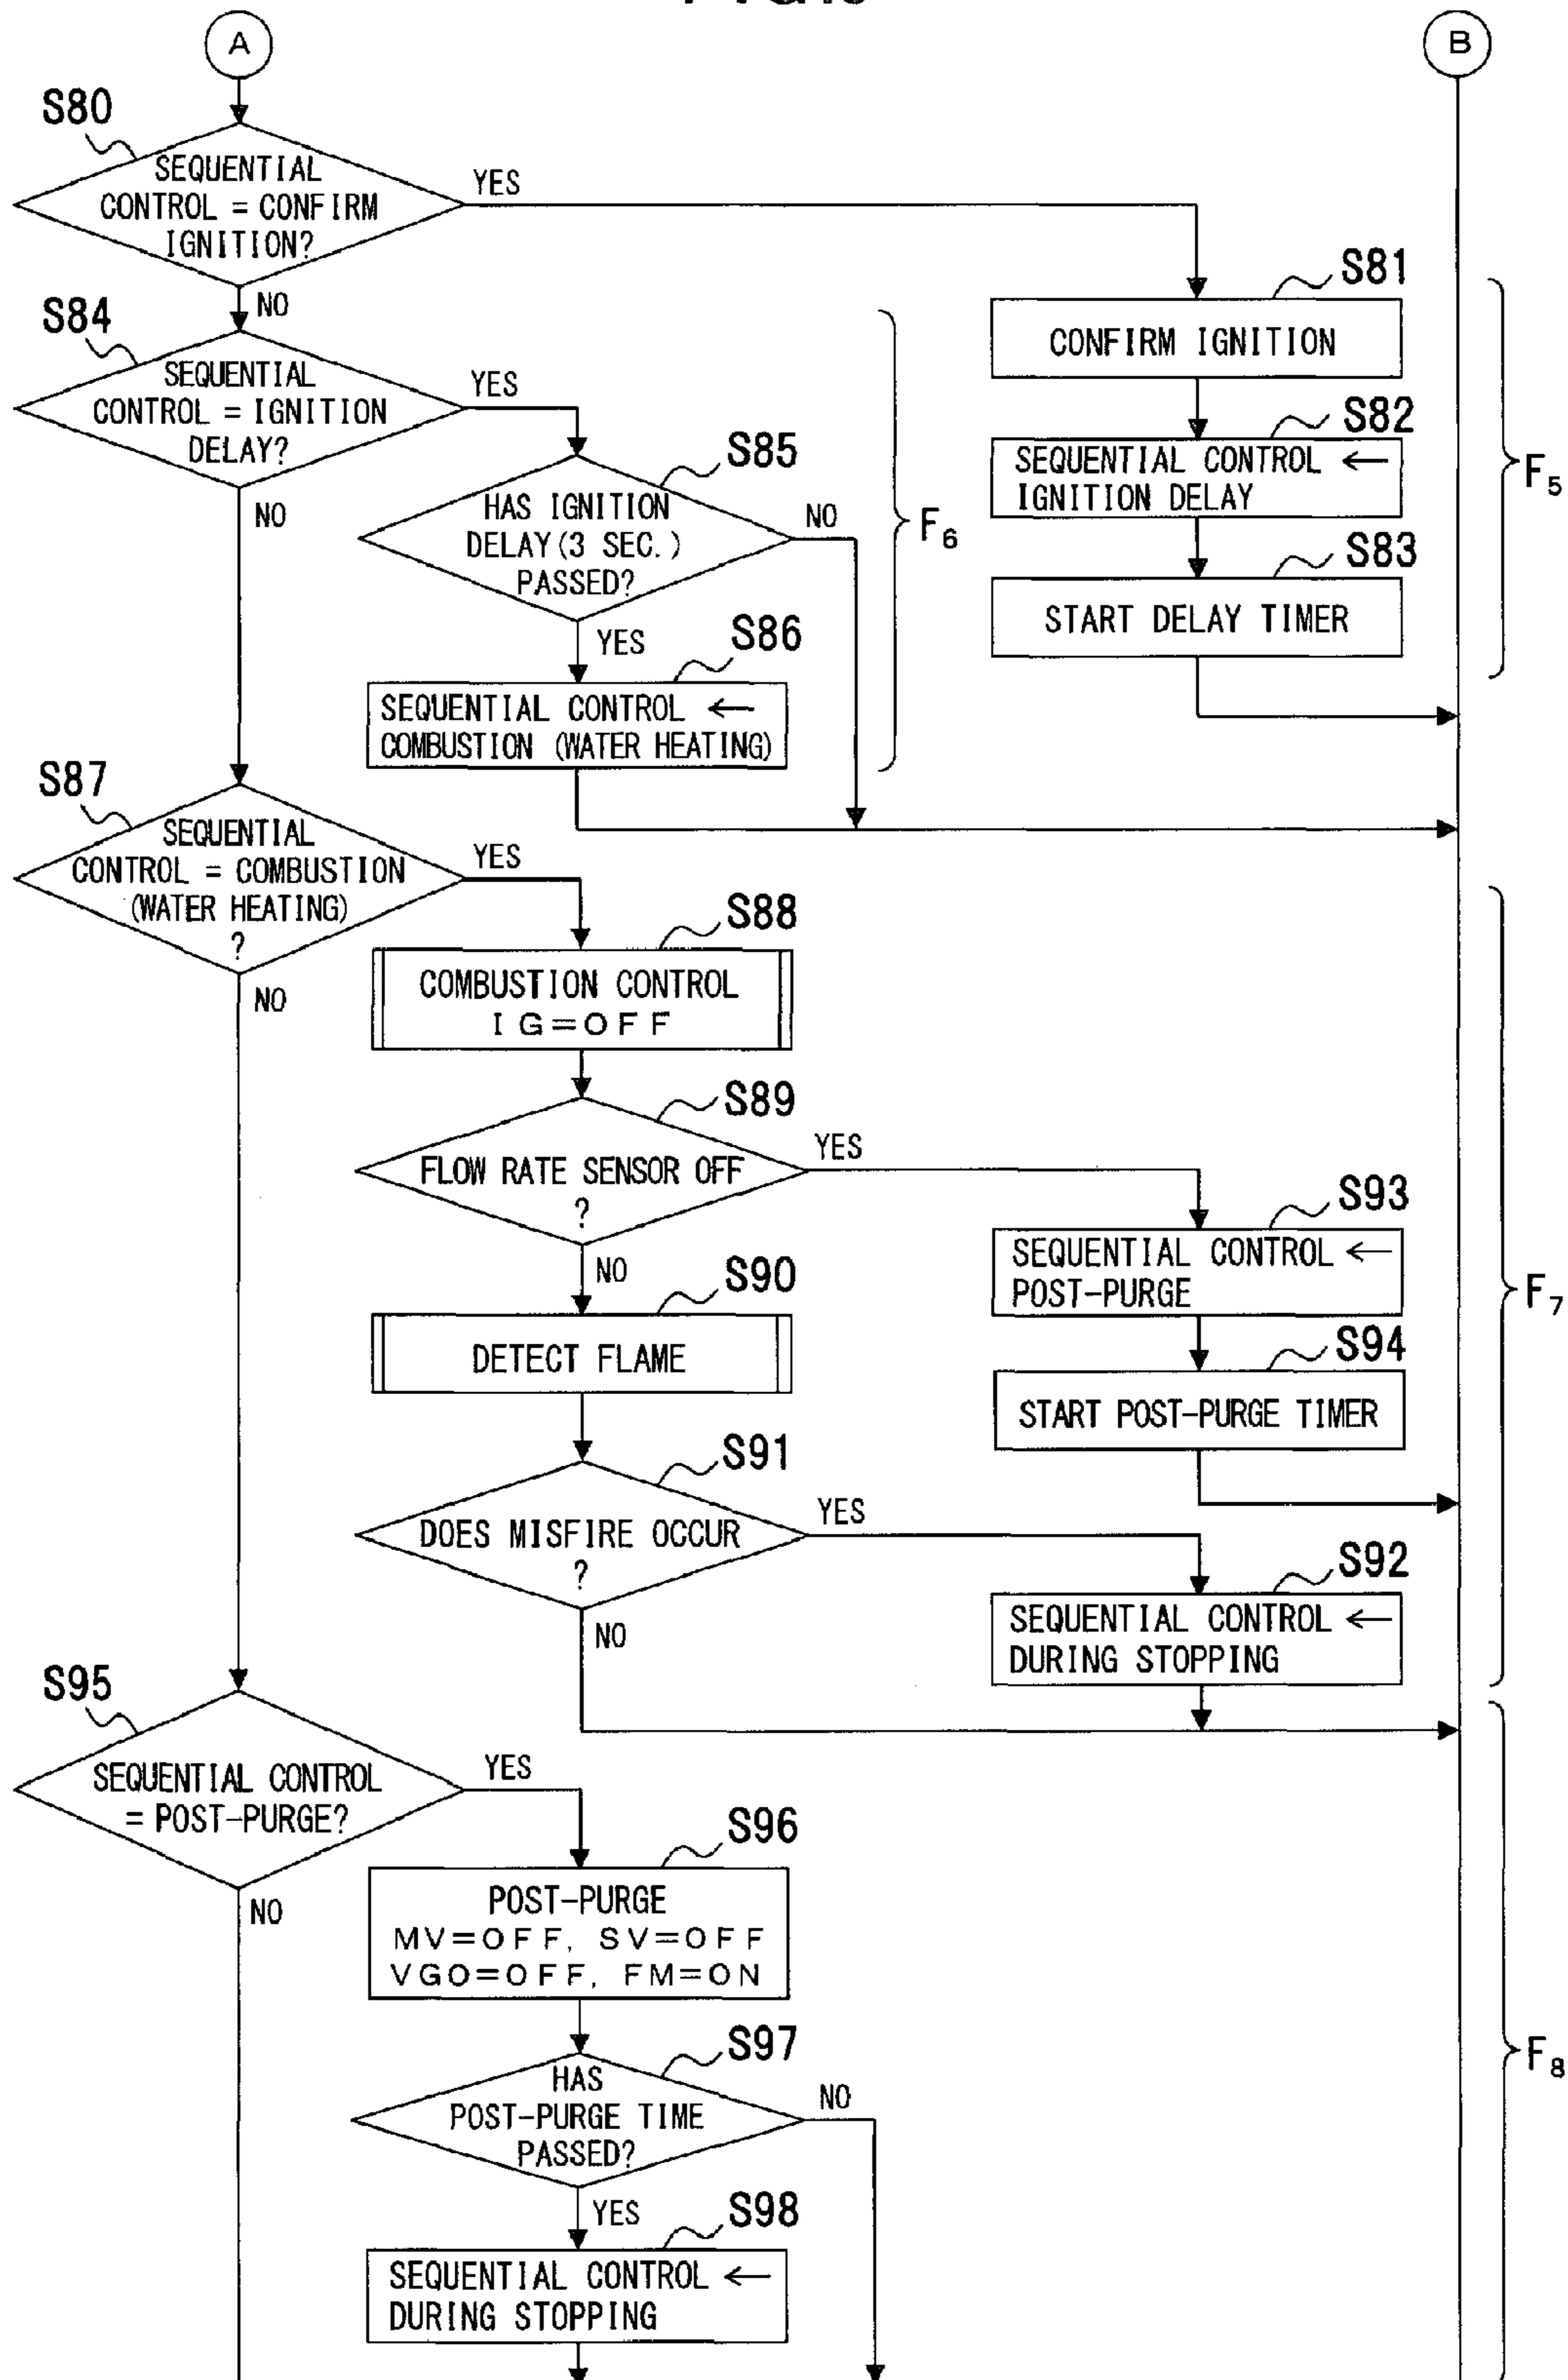 A
B
S80
SEQUENTIAL
CONTROL = CONFIRM
IGNITION?
YES
NO
S81
CONFIRM IGNITION
S82
SEQUENTIAL CONTROL ←
IGNITION DELAY
S83
START DELAY TIMER
F5
S84
SEQUENTIAL
CONTROL = IGNITION
DELAY?
YES
NO
S85
HAS IGNITION
DELAY (3 SEC.)
PASSED?
NO
YES
S86
SEQUENTIAL CONTROL ←
COMBUSTION (WATER HEATING)
F6
S87
SEQUENTIAL
CONTROL = COMBUSTION
(WATER HEATING)
?
YES
NO
S88
COMBUSTION CONTROL
IG=OFF
S89
FLOW RATE SENSOR OFF
?
YES
NO
S93
SEQUENTIAL CONTROL ←
POST-PURGE
S94
START POST-PURGE TIMER
S90
DETECT FLAME
S91
DOES MISFIRE OCCUR
?
YES
NO
S92
SEQUENTIAL CONTROL ←
DURING STOPPING
F7
S95
SEQUENTIAL CONTROL
= POST-PURGE?
YES
NO
S96
POST-PURGE
MV=OFF, SV=OFF
VGO=OFF, FM=ON
S97
HAS
POST-PURGE TIME
PASSED?
NO
YES
S98
SEQUENTIAL CONTROL ←
DURING STOPPING
F8